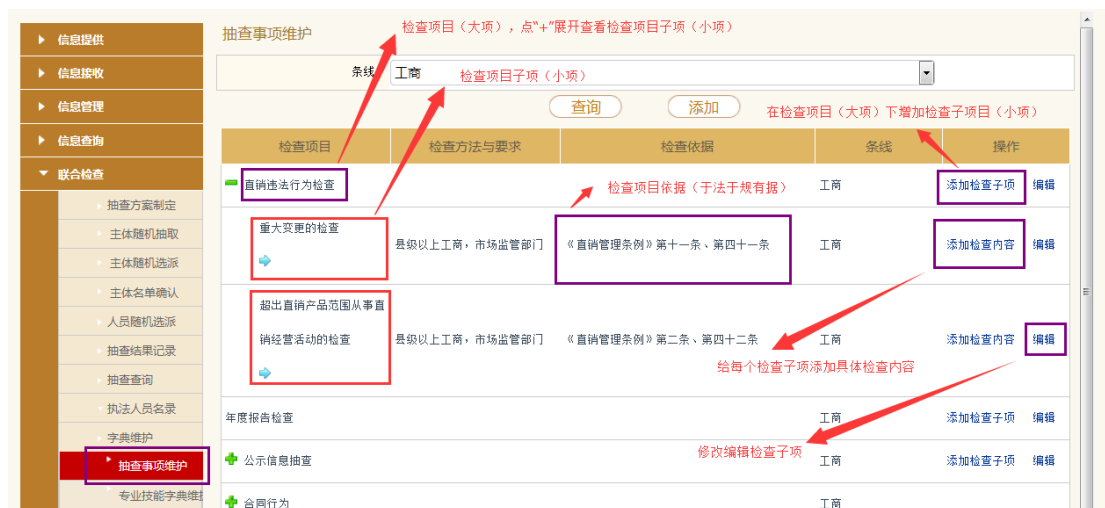 信息提供
信息接收
信息管理
信息查询
联合检查
抽查方案制定
主体随机抽取
主体随机选派
主体名单确认
人员随机选派
抽查结果记录
抽查查询
执法人员名录
字典维护
抽查事项维护
专业技能字典维
抽查事项维护
检查项目(大项),点"+"展开查看检查项目子项(小项)
条线 工商
检查项目子项(小项)
查询 添加
在检查项目(大项)下增加检查子项目(小项)
检查项目 检查方法与要求 检查依据 条线 操作
直销违法行为检查 工商 添加检查子项 编辑
检查项目依据(于法于规有据)
重大变更的检查
县级以上工商,市场监管部门 《直销管理条例》第十一条、第四十一条 工商 添加检查内容 编辑
超出直销产品范围从事直
销经营活动的检查 县级以上工商,市场监管部门 《直销管理条例》第二条、第四十二条 工商 添加检查内容 编辑
给每个检查子项添加具体检查内容
年度报告检查 工商 添加检查子项 编辑
修改编辑检查子项
公示信息抽查 工商 添加检查子项 编辑
合同行为 工商